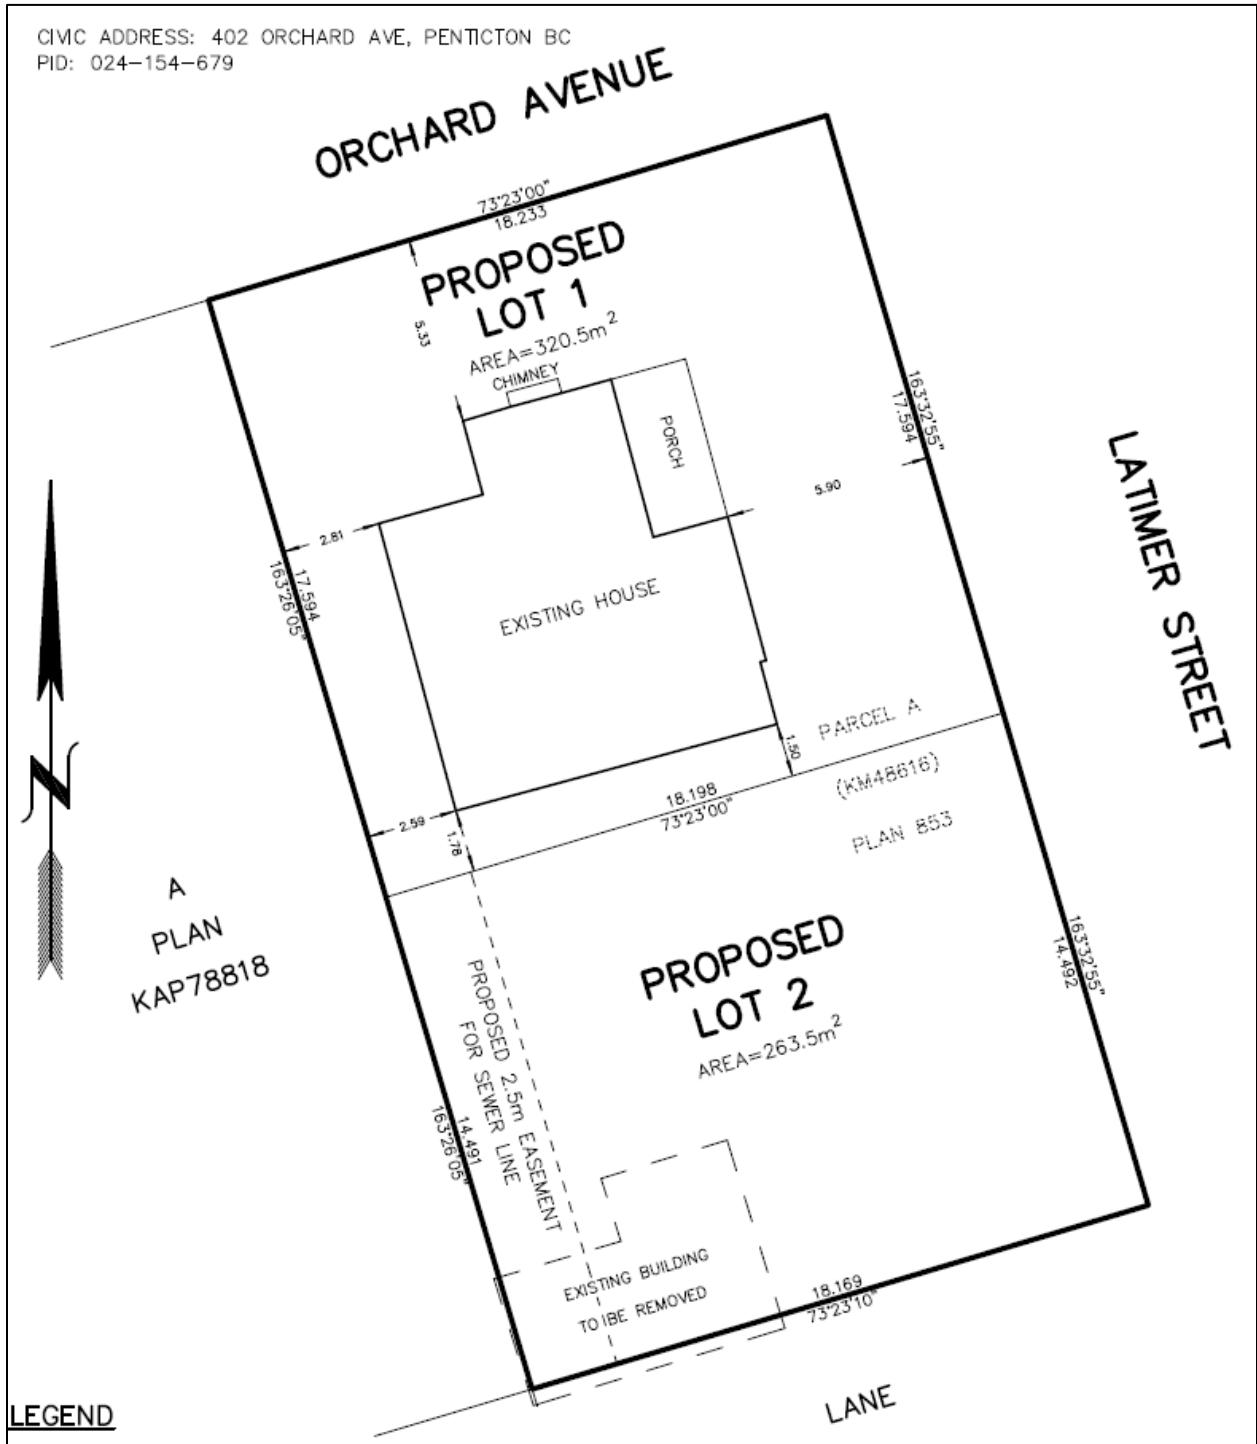 CIVIC ADDRESS: 402 ORCHARD AVE, PENTICTON BC
PID: 024-154-679
ORCHARD AVENUE
73°23'00"
18.233
PROPOSED
LOT 1
AREA=320.5m²
5.33
CHIMNEY
PORCH
163°32'55"
17.594
5.90
LATIMER STREET
2.81
17.594
163°26'05"
EXISTING HOUSE
PARCEL A
1.50
(KM48616)
18.198
73°23'00"
2.59
1.78
PLAN 853
A
PLAN
KAP78818
N
PROPOSED
LOT 2
AREA=263.5m²
163°32'55"
14.492
PROPOSED 2.5m EASEMENT
FOR SEWER LINE
14.491
163°26'05"
EXISTING BUILDING
TO BE REMOVED
18.169
73°23'10"
LANE
LEGEND